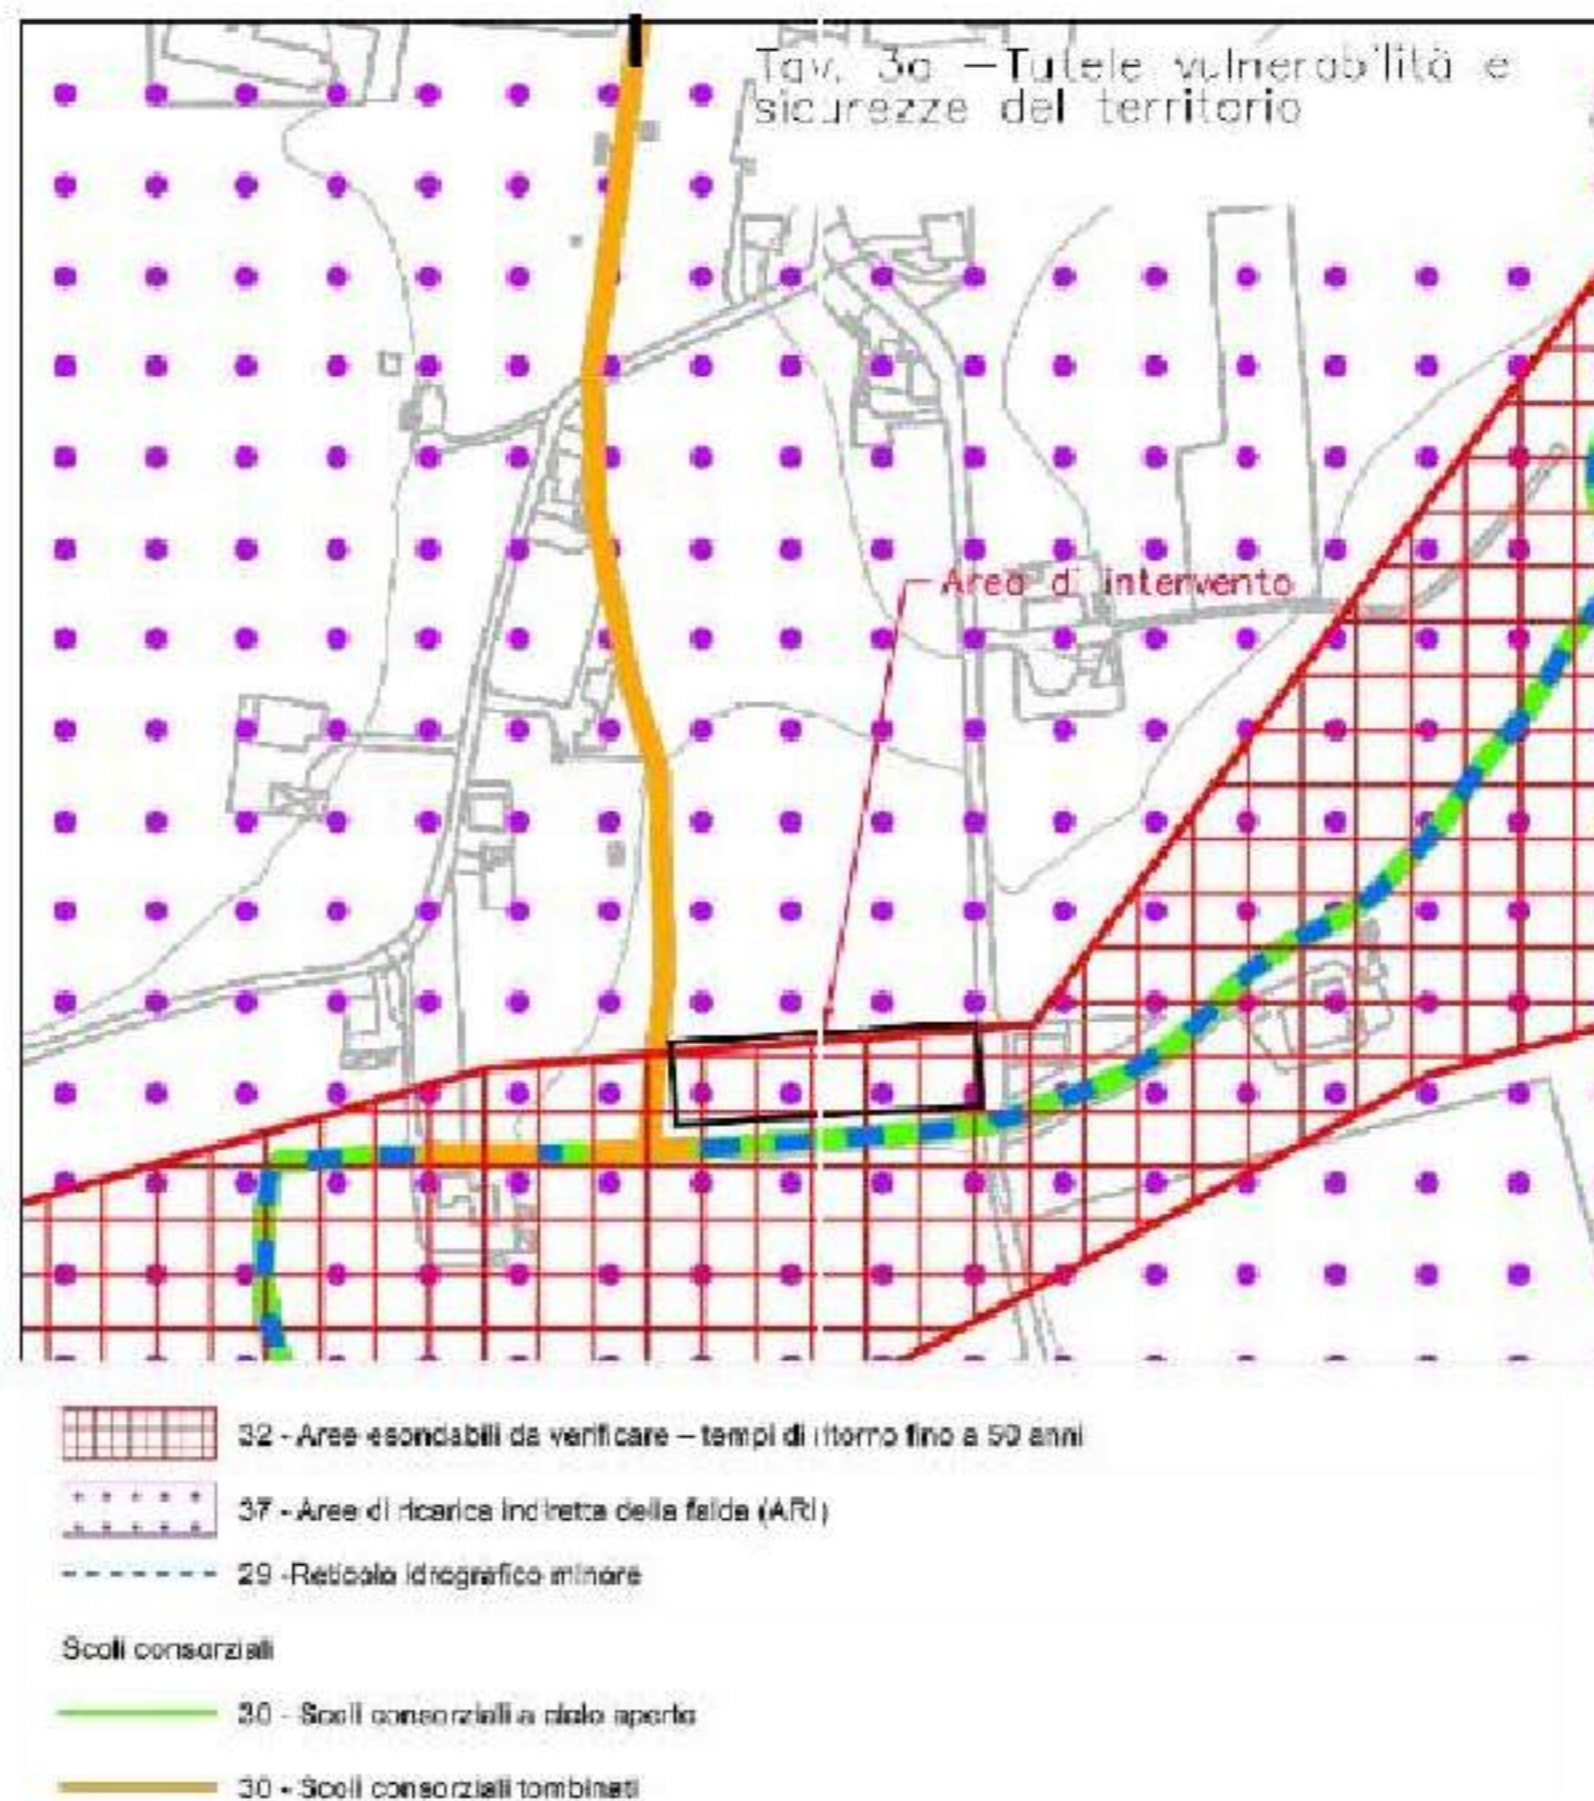 Tav. 3a – Tutele vulnerabilità e
sicurezze del territorio
Area di intervento
32 - Aree esondabili da verificare – tempi di ritorno fino a 50 anni
37 - Aree di ricarica indiretta della falda (ARI)
29 -Reticolo idrografico minore
Scoli consorziali
30 - Scoli consorziali a cielo aperto
30 - Scoli consorziali tombinati